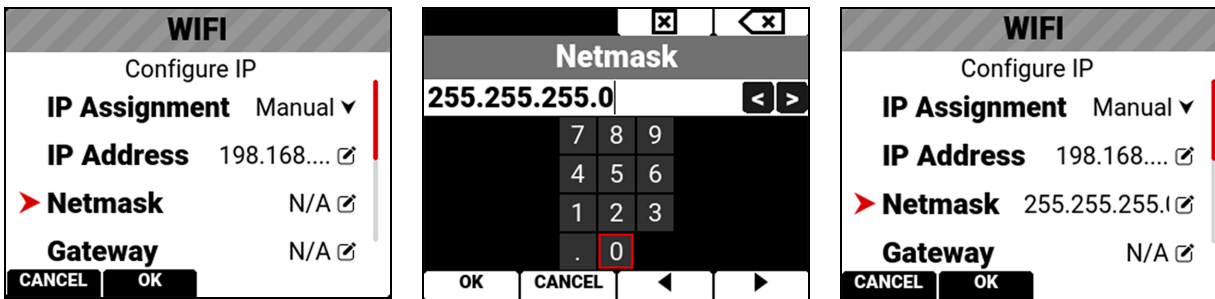 WIFI
Configure IP
IP Assignment Manual
IP Address 198.168....
Netmask N/A
Gateway N/A
CANCEL OK
Netmask
255.255.255.0 < >
7 8 9
4 5 6
1 2 3
. 0
OK CANCEL
WIFI
Configure IP
IP Assignment Manual
IP Address 198.168....
Netmask 255.255.255.
Gateway N/A
CANCEL OK